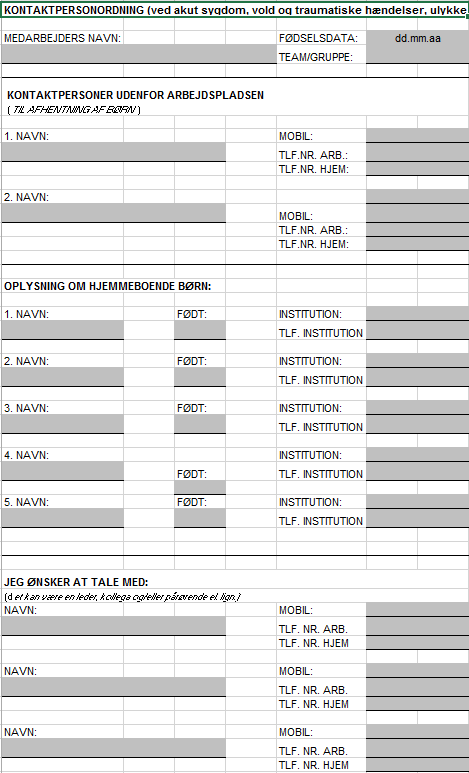 KONTAKTPERSONORDNING (ved akut sygdom, vold og traumatiske hændelser, ulykke
MEDARBEJDERS NAVN: FØDSELSDATA: dd.mm.aa
TEAM/GRUPPE:
KONTAKTPERSONER UDENFOR ARBEJDSPLADSEN
( TIL AFHENTNING AF BØRN )
1. NAVN: MOBIL:
TLF.NR. ARB.:
TLF.NR. HJEM:
2. NAVN:
MOBIL:
TLF.NR. ARB.:
TLF.NR. HJEM:
OPLYSNING OM HJEMMEBOENDE BØRN:
1. NAVN: FØDT: INSTITUTION:
TLF. INSTITUTION
2. NAVN: FØDT: INSTITUTION:
TLF. INSTITUTION
3. NAVN: FØDT: INSTITUTION:
TLF. INSTITUTION
4. NAVN: INSTITUTION:
FØDT: TLF. INSTITUTION
5. NAVN: FØDT: INSTITUTION:
TLF. INSTITUTION
JEG ØNSKER AT TALE MED:
(d et kan være en leder, kollega og/eller pårørende el. lign.)
NAVN: MOBIL:
TLF. NR. ARB.
TLF. NR. HJEM
NAVN: MOBIL:
TLF. NR. ARB.
TLF. NR. HJEM
NAVN: MOBIL:
TLF. NR. ARB.
TLF. NR. HJEM